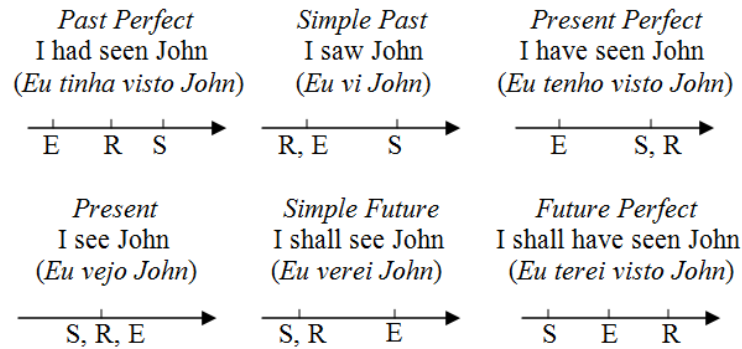 Past Perfect
I had seen John
(Eu tinha visto John)
E R S
Simple Past
I saw John
(Eu vi John)
R, E S
Present Perfect
I have seen John
(Eu tenho visto John)
E S, R
Present
I see John
(Eu vejo John)
S, R, E
Simple Future
I shall see John
(Eu verei John)
S, R E
Future Perfect
I shall have seen John
(Eu terei visto John)
S E R